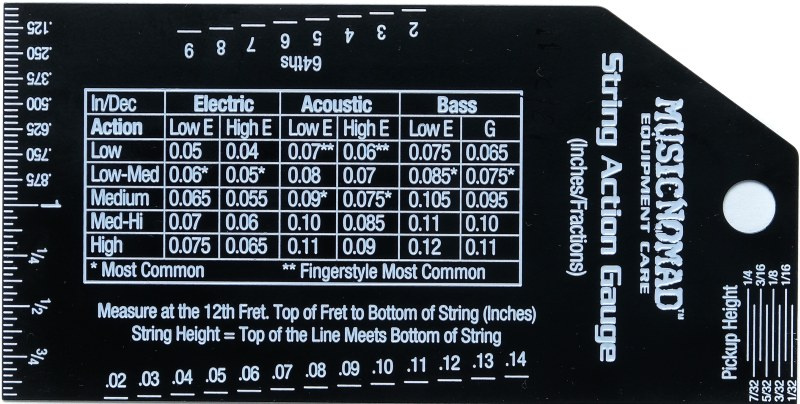 .125
.250
.375
.500
.625
.750
.875
1
1/4
1/2
3/4
9 8 7 6 5 4 3 2
64ths
In/Dec Electric Acoustic Bass
Action Low E High E Low E High E Low E G
Low 0.05 0.04 0.07** 0.06** 0.075 0.065
Low-Med 0.06* 0.05* 0.08 0.07 0.085* 0.075*
Medium 0.065 0.055 0.09* 0.075* 0.105 0.095
Med-Hi 0.07 0.06 0.10 0.085 0.11 0.10
High 0.075 0.065 0.11 0.09 0.12 0.11
* Most Common ** Fingerstyle Most Common
Measure at the 12th Fret. Top of Fret to Bottom of String (Inches)
String Height = Top of the Line Meets Bottom of String
.02 .03 .04 .05 .06 .07 .08 .09 .10 .11 .12 .13 .14
MUSICNOMAD™
EQUIPMENT CARE
String Action Gauge
(Inches/Fractions)
Pickup Height
1/4
3/16
1/8
1/16
7/32
5/32
3/32
1/32